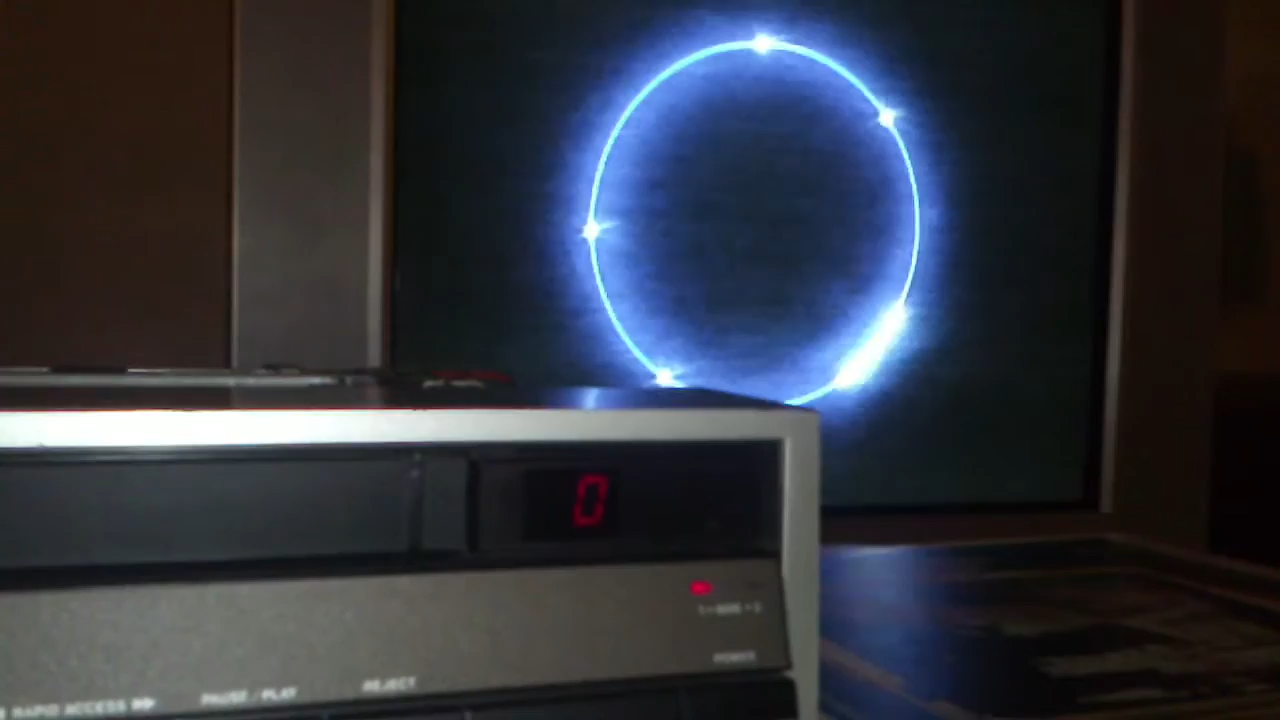 0
POWER
RAPID ACCESS
PAUSE / PLAY
REJECT